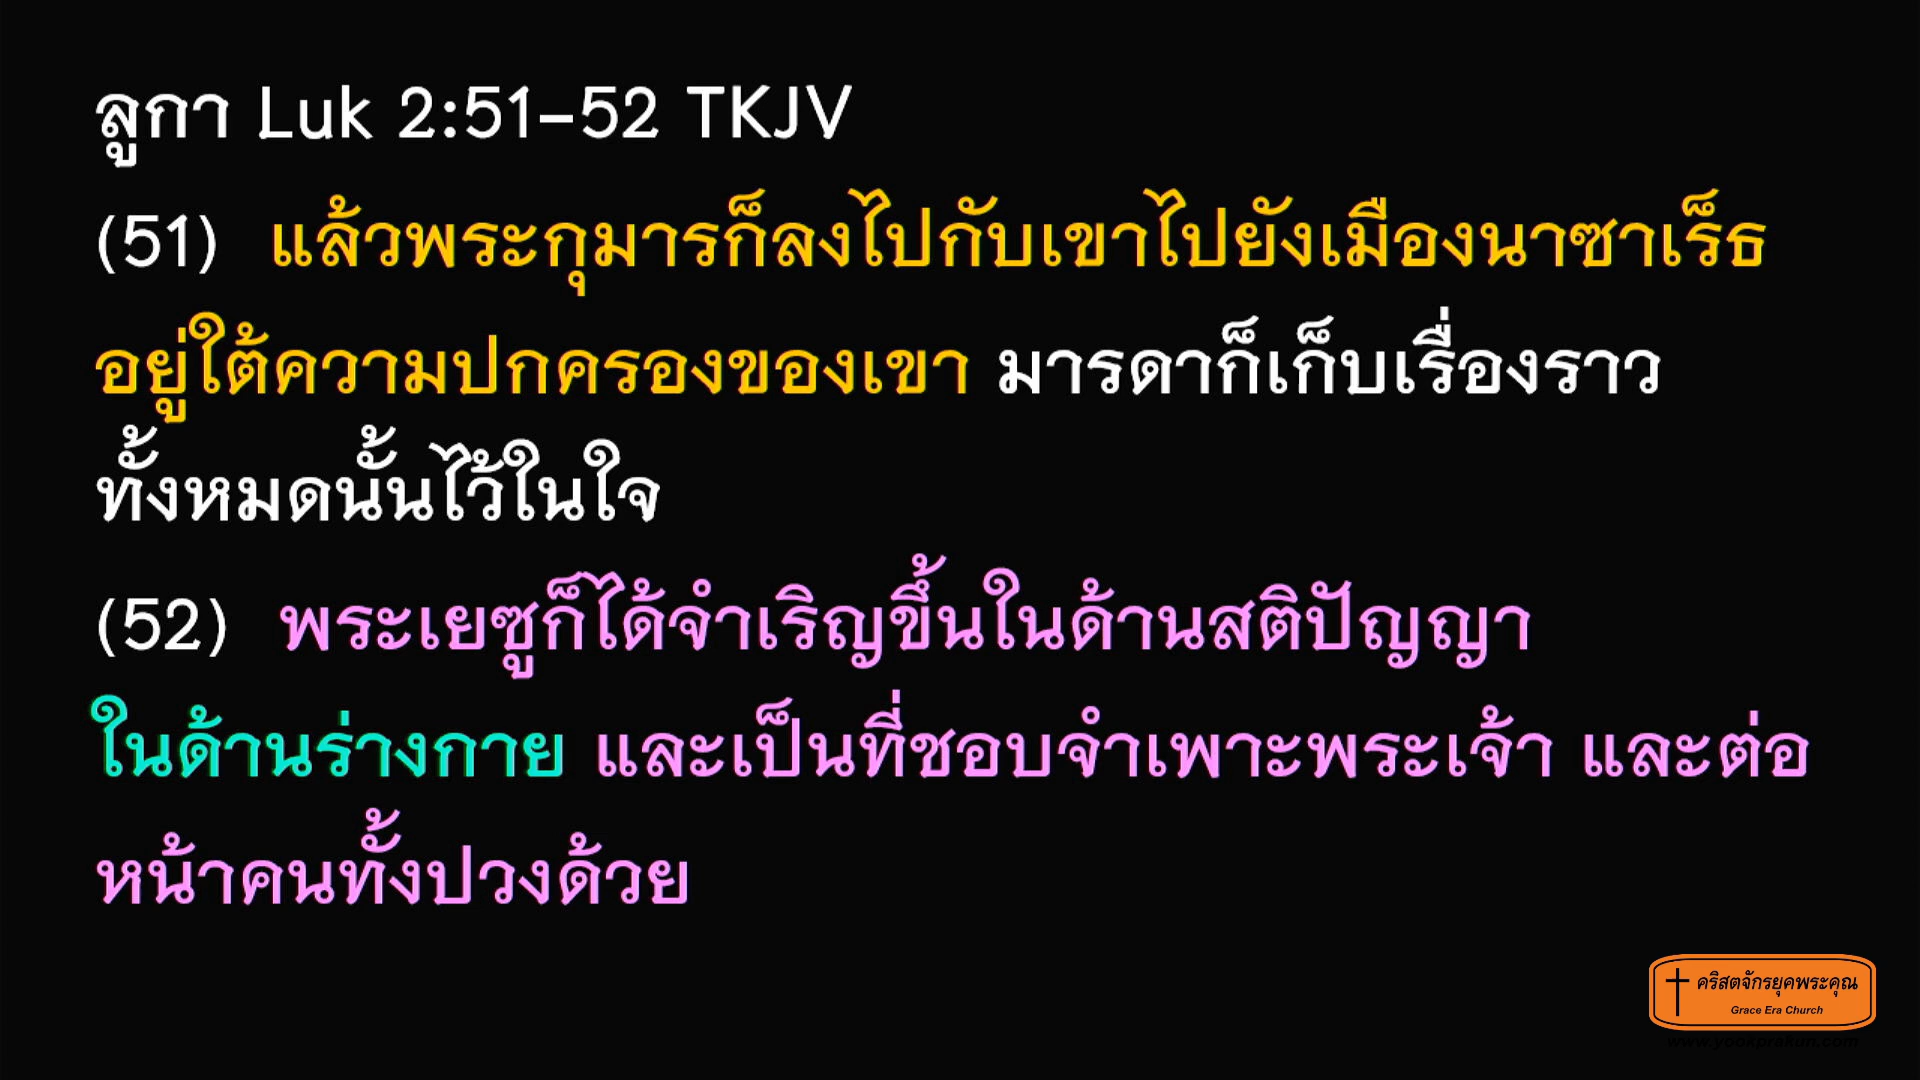 ลูกา Luk 2:51-52 TKJV
(51) แล้วพระกุมารก็ลงไปกับเขาไปยังเมืองนาซาเร็ธ
อยู่ใต้ความปกครองของเขา มารดาก็เก็บเรื่องราว
ทั้งหมดนั้นไว้ในใจ
(52) พระเยซูก็ได้จำเริญขึ้นในด้านสติปัญญา
ในด้านร่างกาย และเป็นที่ชอบจำเพาะพระเจ้า และต่อ
หน้าคนทั้งปวงด้วย
คริสตจักรยุคพระคุณ
Grace Era Church
www.yookprakun.com